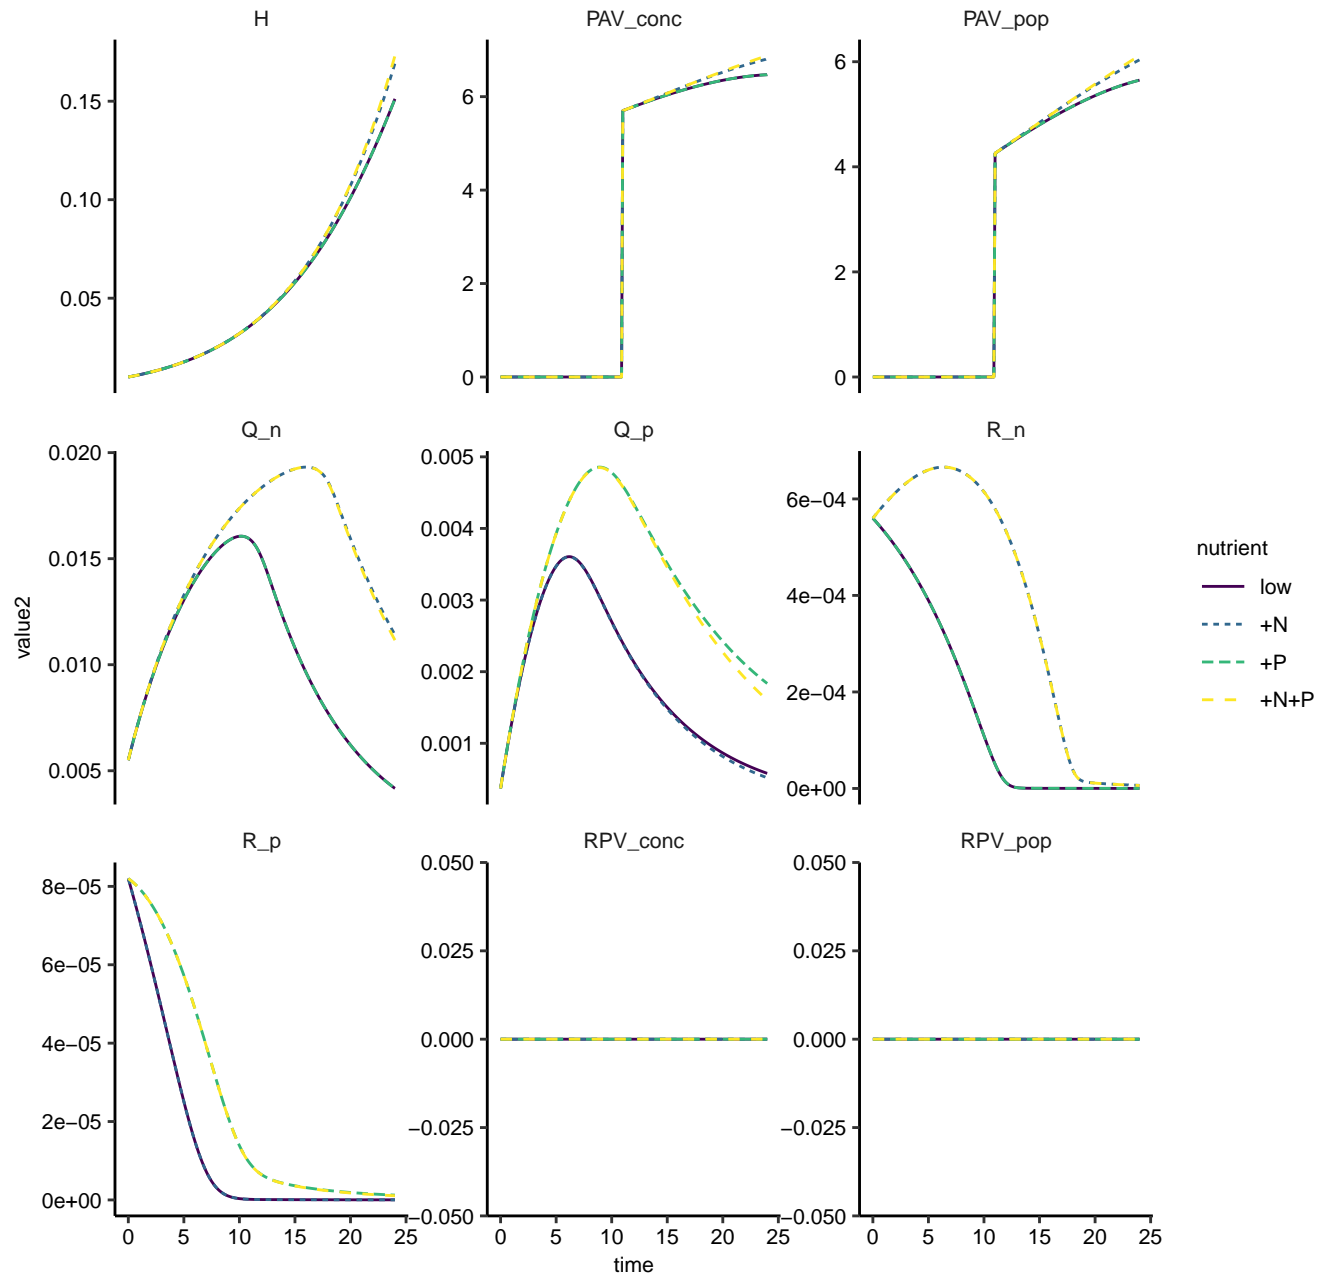 H
PAV_conc
PAV_pop
0.15
0.10
0.05
6
4
2
0
6
4
2
0
Q_n
Q_p
R_n
0.020
0.015
0.010
0.005
0.005
0.004
0.003
0.002
0.001
6e−04
4e−04
2e−04
0e+00
value2
nutrient
low
+N
+P
+N+P
R_p
RPV_conc
RPV_pop
8e−05
6e−05
4e−05
2e−05
0e+00
0.050
0.025
0.000
−0.025
−0.050
0.050
0.025
0.000
−0.025
−0.050
0 5 10 15 20 25
0 5 10 15 20 25
0 5 10 15 20 25
time